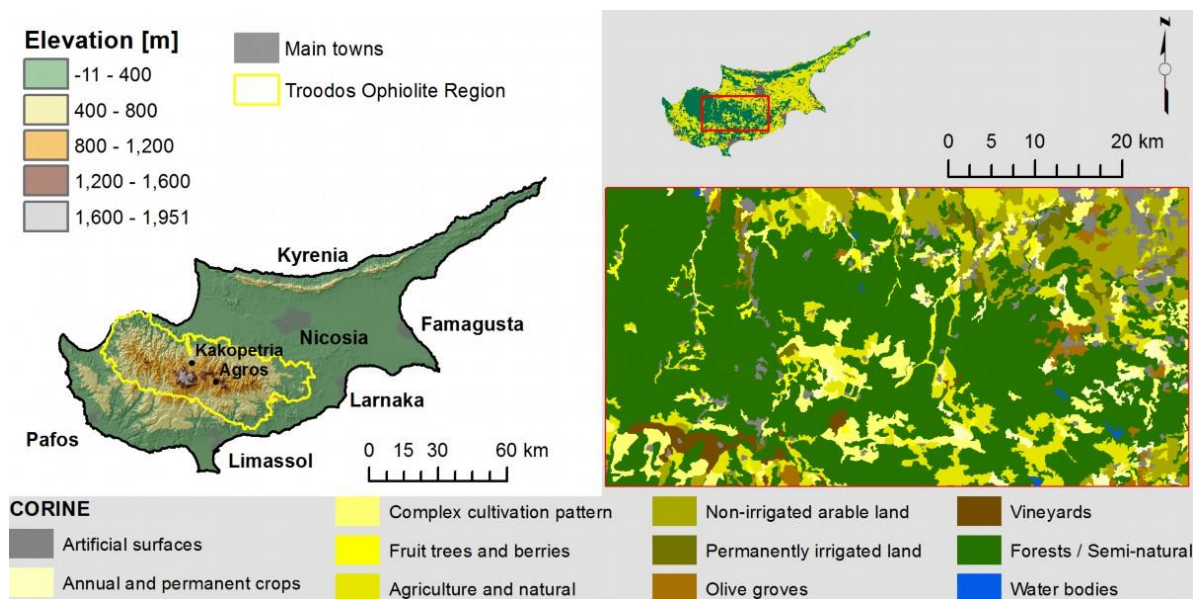 Elevation [m]
-11 - 400
400 - 800
800 - 1,200
1,200 - 1,600
1,600 - 1,951
Main towns
Troodos Ophiolite Region
Kyrenia
Nicosia
Famagusta
Kakopetria
Agros
Larnaka
Pafos
Limassol
0 15 30 60 km
N
0 5 10 20 km
CORINE
Artificial surfaces
Annual and permanent crops
Complex cultivation pattern
Fruit trees and berries
Agriculture and natural
Non-irrigated arable land
Permanently irrigated land
Olive groves
Vineyards
Forests / Semi-natural
Water bodies